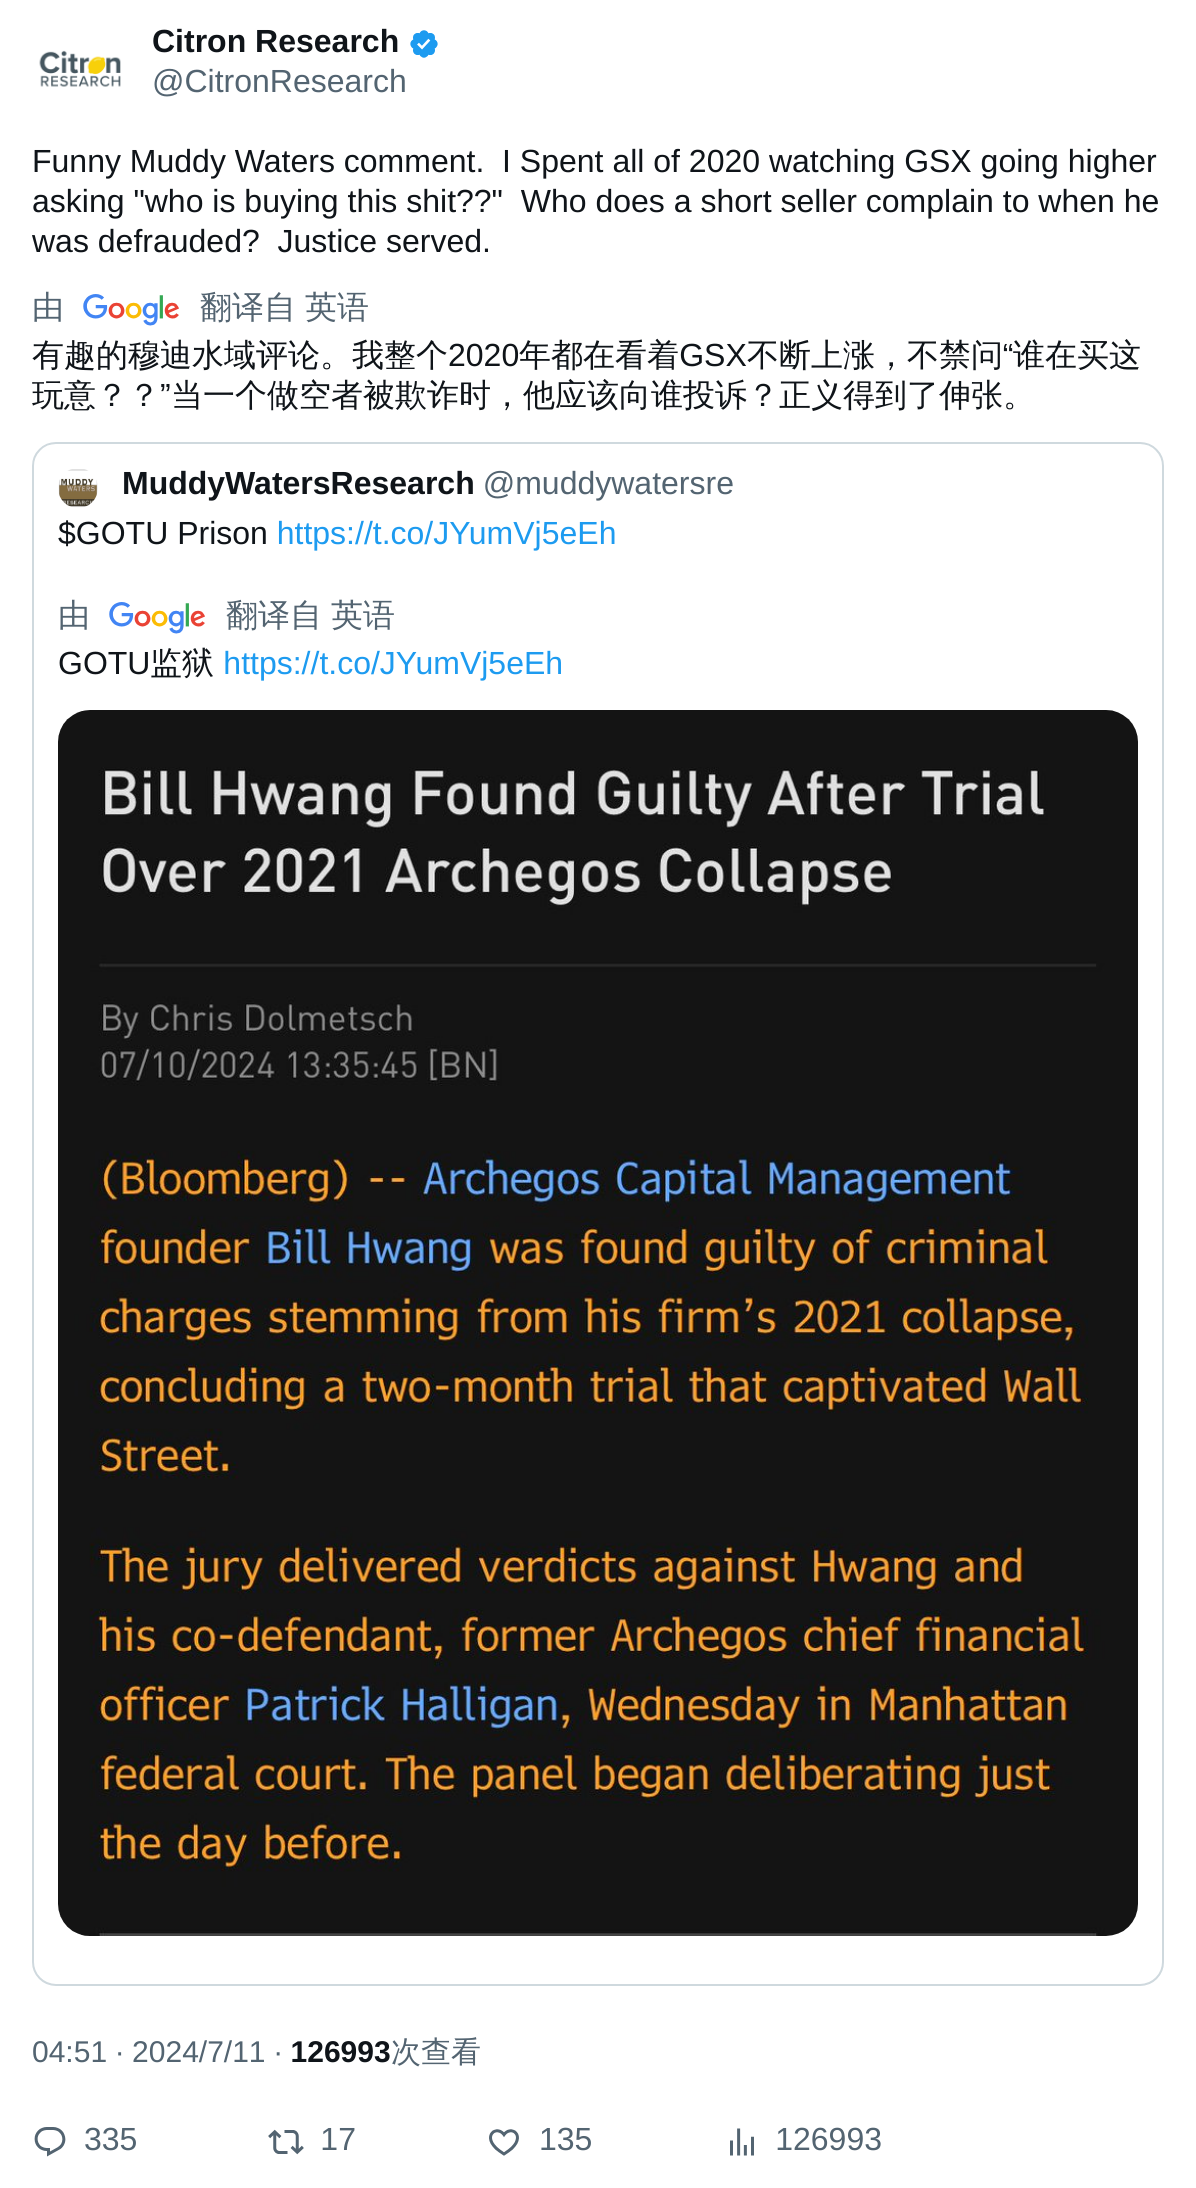 Citron
RESEARCH
Citron Research
@CitronResearch
Funny Muddy Waters comment.  I Spent all of 2020 watching GSX going higher
asking "who is buying this shit??"  Who does a short seller complain to when he
was defrauded?  Justice served.
由 Google 翻译自 英语
有趣的穆迪水域评论。我整个2020年都在看着GSX不断上涨，不禁问“谁在买这
玩意？？”当一个做空者被欺诈时，他应该向谁投诉？正义得到了伸张。
MUDDY
WATERS
RESEARCH
MuddyWatersResearch @muddywatersre
$GOTU Prison https://t.co/JYumVj5eEh
由 Google 翻译自 英语
GOTU监狱 https://t.co/JYumVj5eEh
Bill Hwang Found Guilty After Trial
Over 2021 Archegos Collapse
By Chris Dolmetsch
07/10/2024 13:35:45 [BN]
(Bloomberg) -- Archegos Capital Management
founder Bill Hwang was found guilty of criminal
charges stemming from his firm’s 2021 collapse,
concluding a two-month trial that captivated Wall
Street.
The jury delivered verdicts against Hwang and
his co-defendant, former Archegos chief financial
officer Patrick Halligan, Wednesday in Manhattan
federal court. The panel began deliberating just
the day before.
04:51 · 2024/7/11 · 126993次查看
335 17 135 126993